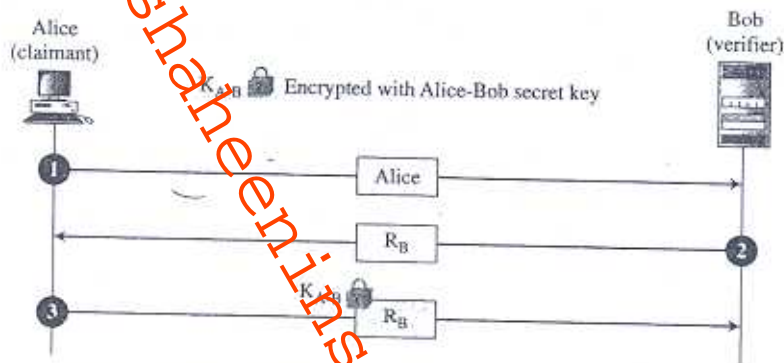 Alice
(claimant)
Bob
(verifier)
K A-B Encrypted with Alice-Bob secret key
1
Alice
R B
2
K A-B
3
R B
shaheenins